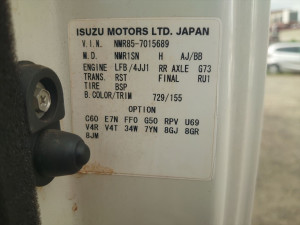 ISUZU MOTORS LTD. JAPAN
V.I.N. NMR85-7015689
M.D. NMR1SN H AJ/BB
ENGINE LFB/4JJ1 RR AXLE G73
TRANS. RST FINAL RU1
TIRE BSP
B.COLOR/TRIM 729/155
OPTION
C60 E7N FF0 G50 RPV U69
V4R V4T 34W 7YN 8GJ 8GR
8JM